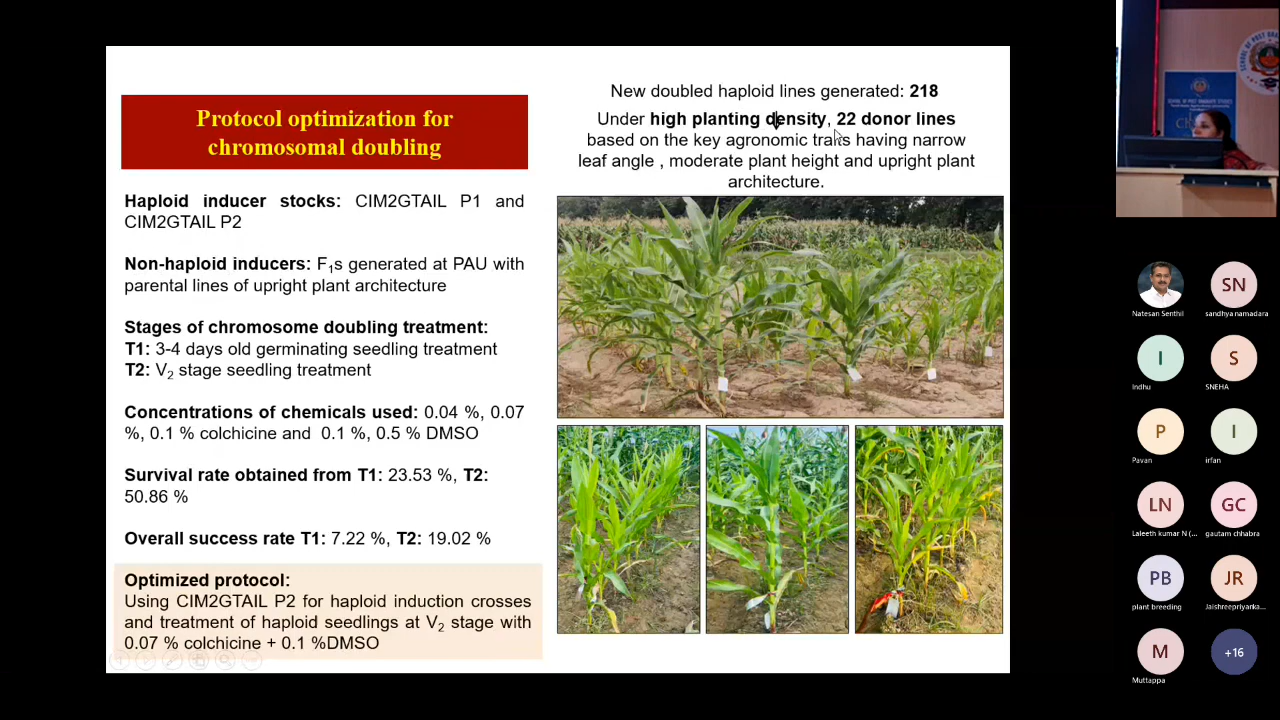 Protocol optimization for
chromosomal doubling
Haploid inducer stocks: CIM2GTAIL P1 and
CIM2GTAIL P2
Non-haploid inducers: F1s generated at PAU with
parental lines of upright plant architecture
Stages of chromosome doubling treatment:
T1: 3-4 days old germinating seedling treatment
T2: V2 stage seedling treatment
Concentrations of chemicals used: 0.04 %, 0.07
%, 0.1 % colchicine and 0.1 %, 0.5 % DMSO
Survival rate obtained from T1: 23.53 %, T2:
50.86 %
Overall success rate T1: 7.22 %, T2: 19.02 %
Optimized protocol:
Using CIM2GTAIL P2 for haploid induction crosses
and treatment of haploid seedlings at V2 stage with
0.07 % colchicine + 0.1 %DMSO
New doubled haploid lines generated: 218
Under high planting density, 22 donor lines
based on the key agronomic traits having narrow
leaf angle , moderate plant height and upright plant
architecture.
Natesan Senthil
SN
sandhya namadara
I
Indhu
S
SNEHA
P
Pavan
I
irfan
LN
Laleeth kumar N (...
GC
gautam chhabra
PB
plant breeding
JR
Jaishreepriyanka...
M
Muttappa
+16